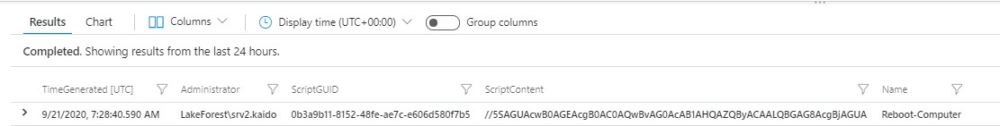 Results Chart Columns Display time (UTC+00:00) Group columns
Completed. Showing results from the last 24 hours.
TimeGenerated [UTC] Administrator ScriptGUID ScriptContent Name
9/21/2020, 7:28:40.590 AM LakeForest\srv2.kaido 0b3a9b11-8152-48fe-ae7c-e606d580f7b5 //5SAGUAcwB0AGEAcgB0AC0AQwBvAG0AcAB1AHQAZQByACAALQBGAG8AcgBjAGUA Reboot-Computer